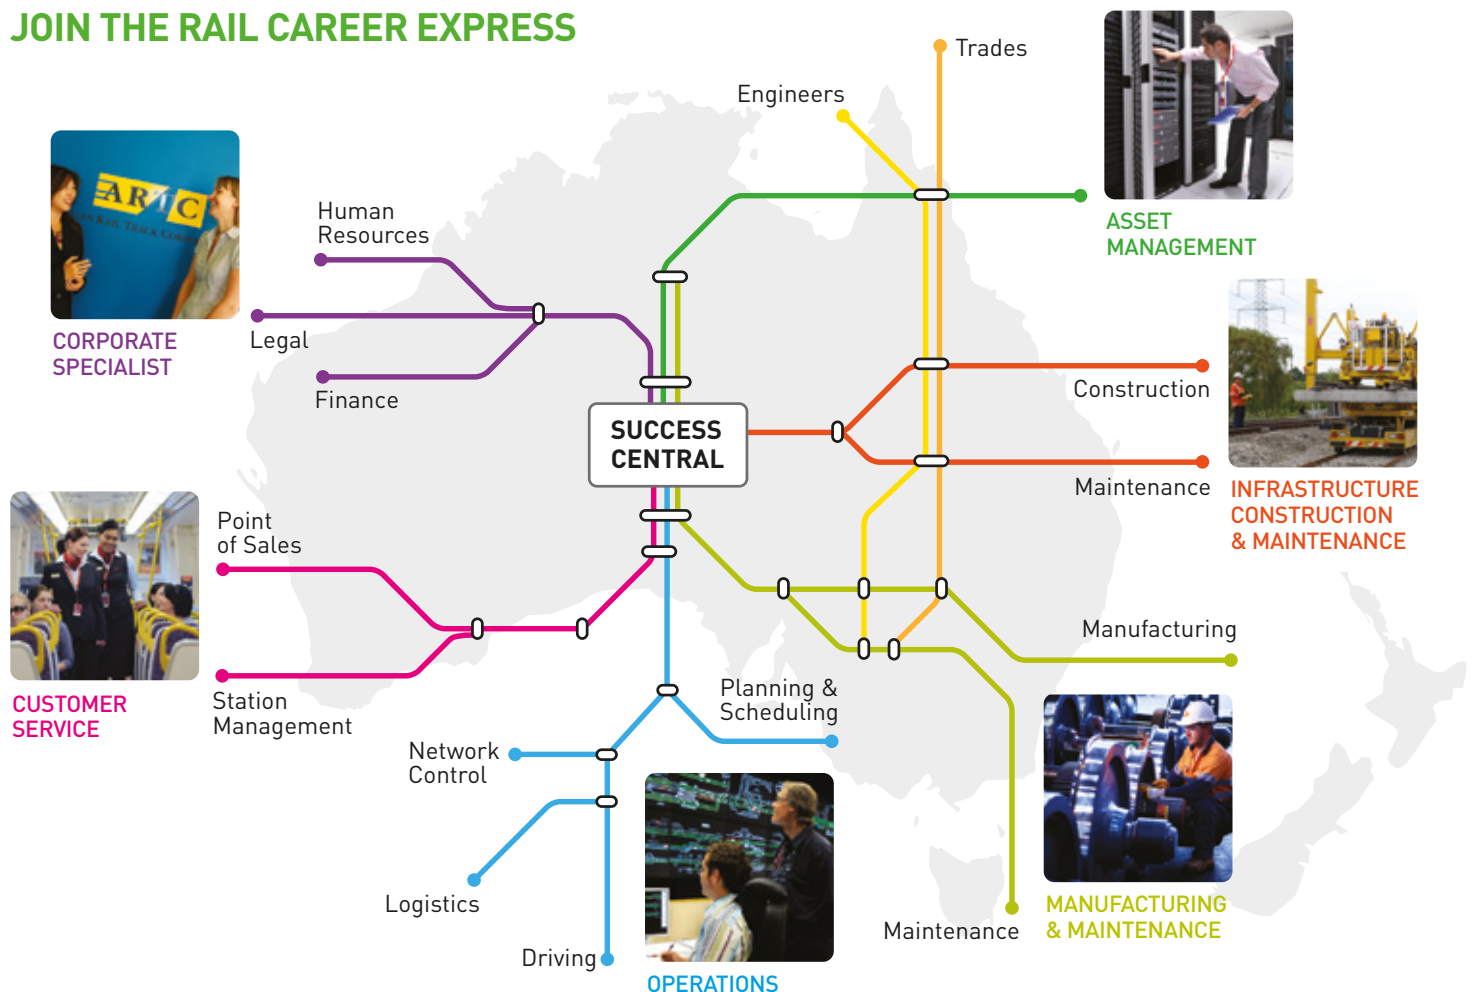 JOIN THE RAIL CAREER EXPRESS
Trades
Engineers
ASSET
MANAGEMENT
ARTC
Human
Resources
Legal
Finance
CORPORATE
SPECIALIST
SUCCESS
CENTRAL
Construction
Maintenance
INFRASTRUCTURE
CONSTRUCTION
& MAINTENANCE
Point
of Sales
Station
Management
CUSTOMER
SERVICE
Manufacturing
Planning &
Scheduling
Network
Control
Logistics
Driving
OPERATIONS
Maintenance
MANUFACTURING
& MAINTENANCE